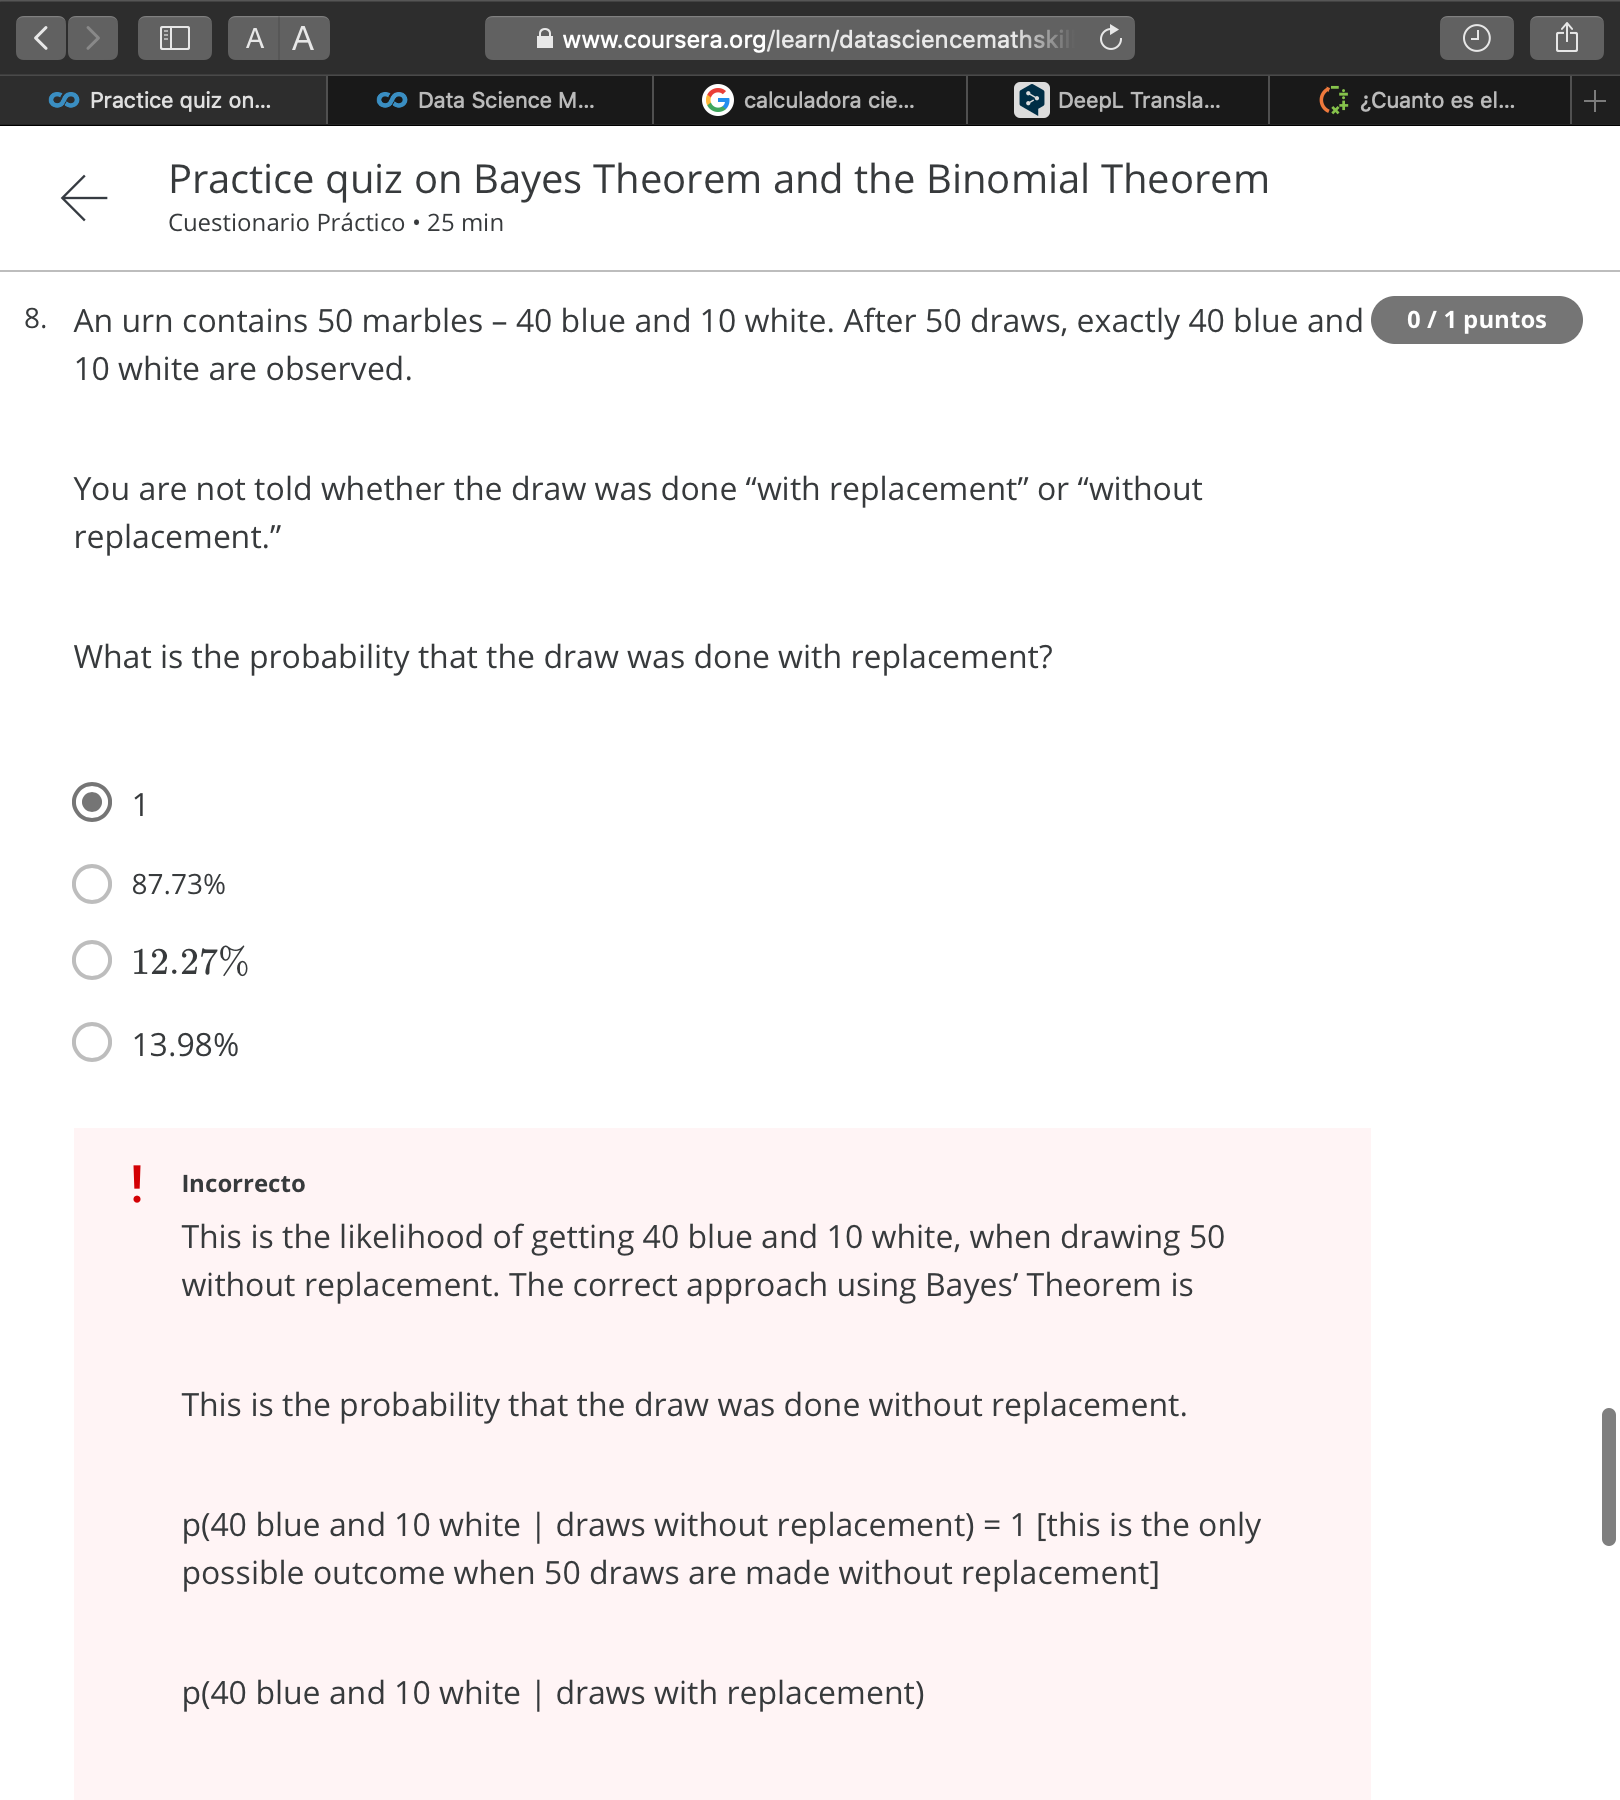 A A
www.coursera.org/learn/datasciencemathskil
Practice quiz on...
Data Science M...
calculadora cie...
DeepL Transla...
¿Cuanto es el...
Practice quiz on Bayes Theorem and the Binomial Theorem
Cuestionario Práctico • 25 min
8. An urn contains 50 marbles – 40 blue and 10 white. After 50 draws, exactly 40 blue and
10 white are observed.
0 / 1 puntos
You are not told whether the draw was done “with replacement” or “without
replacement.”
What is the probability that the draw was done with replacement?
1
87.73%
12.27%
13.98%
! Incorrecto
This is the likelihood of getting 40 blue and 10 white, when drawing 50
without replacement. The correct approach using Bayes’ Theorem is
This is the probability that the draw was done without replacement.
p(40 blue and 10 white | draws without replacement) = 1 [this is the only
possible outcome when 50 draws are made without replacement]
p(40 blue and 10 white | draws with replacement)